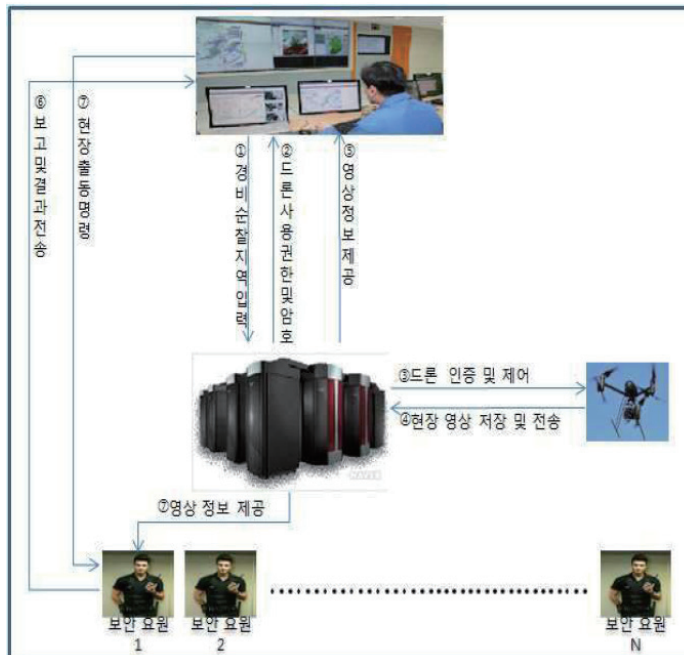 ⑥보고및결과전송
⑦현장출동명령
①경비순찰지역입력
②드론사용권한및암호
⑤영상정보제공
③드론 인증 및 제어
④현장 영상 저장 및 전송
NAVER
⑦영상 정보 제공
보안 요원
1
보안 요원
2
보안 요원
N